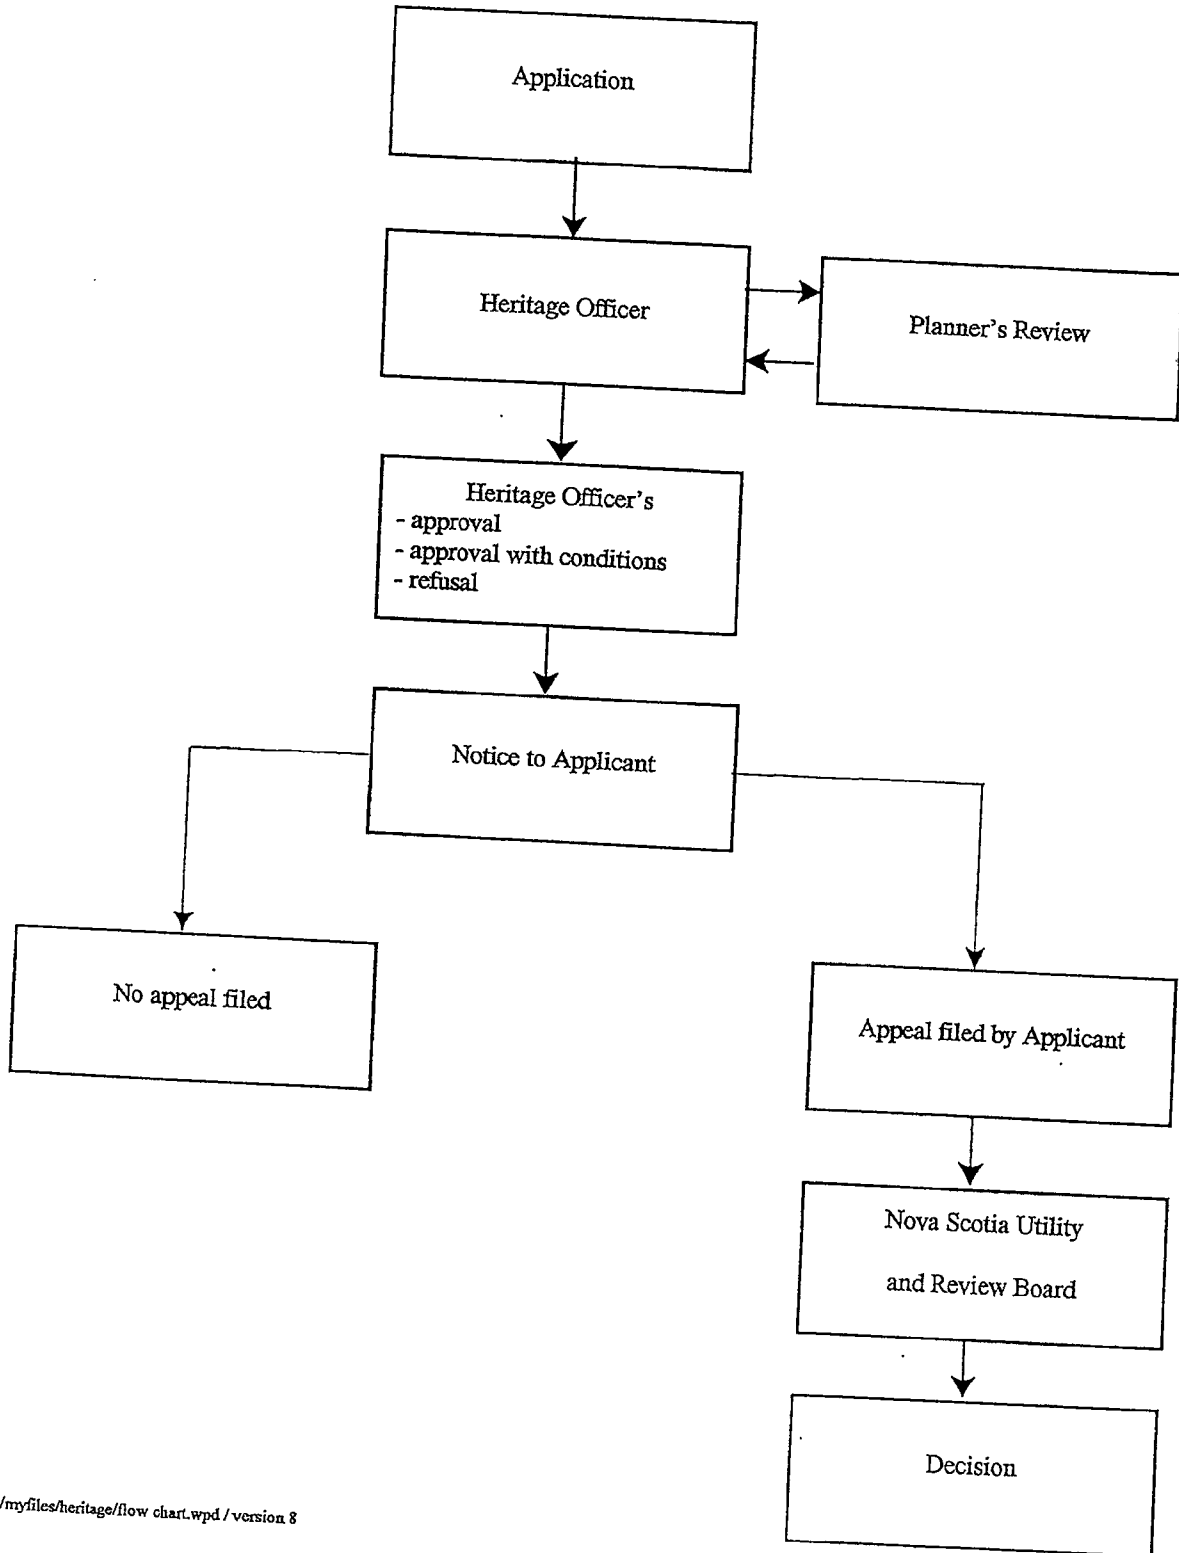 Application
Heritage Officer
Planner's Review
Heritage Officer's
- approval
- approval with conditions
- refusal
Notice to Applicant
No appeal filed
Appeal filed by Applicant
Nova Scotia Utility
and Review Board
Decision
/myfiles/heritage/flow chart.wpd / version 8